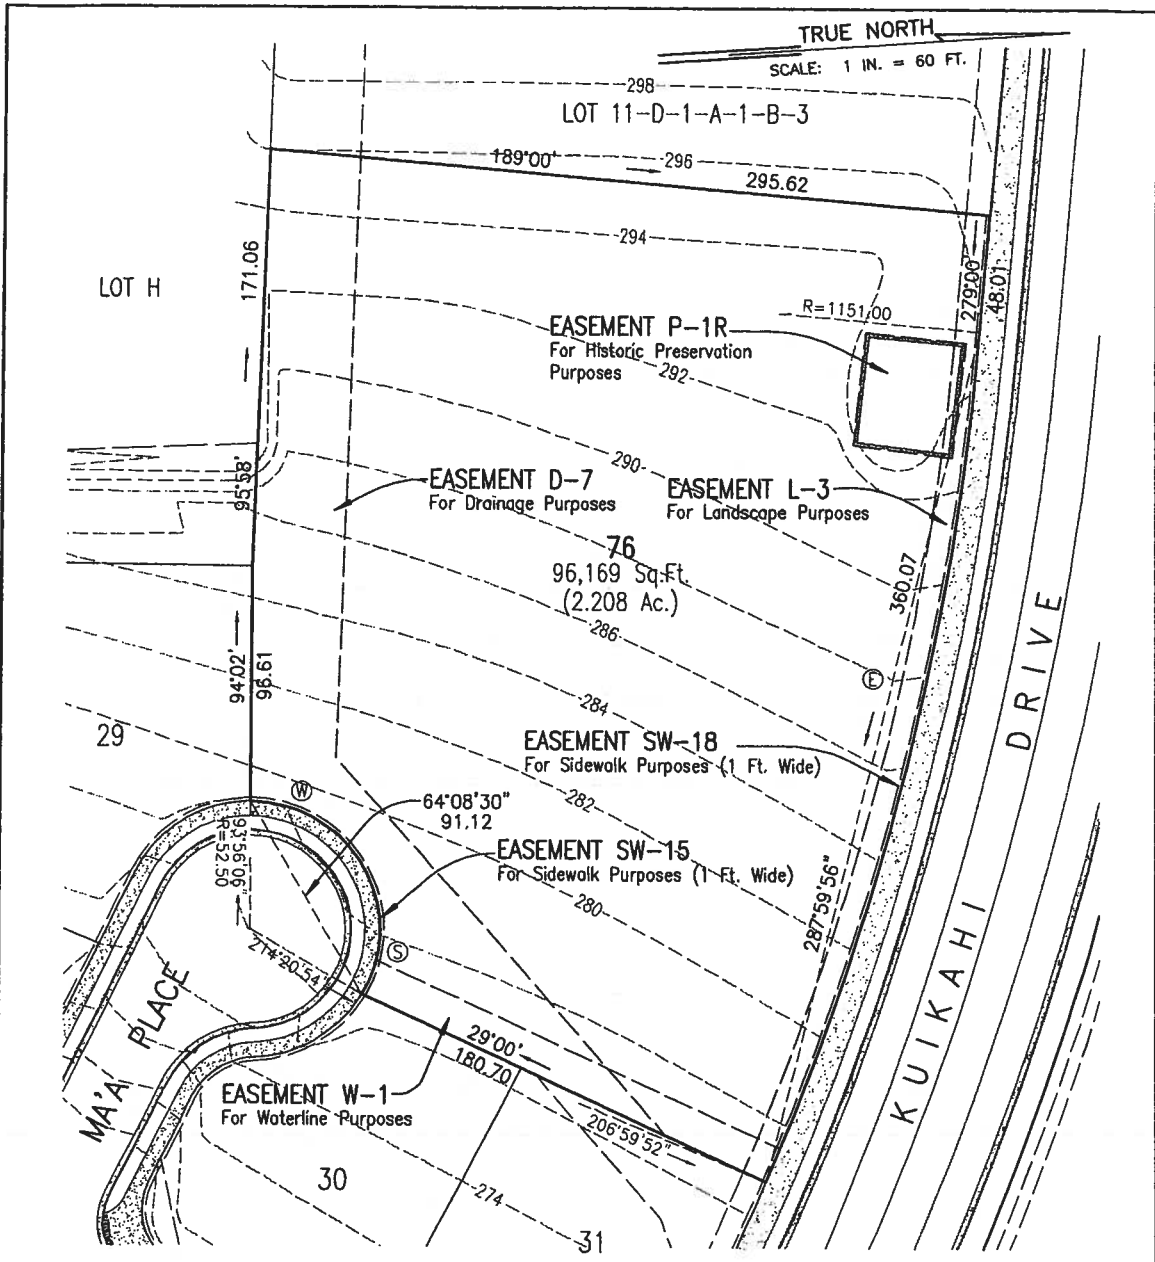 TRUE NORTH
SCALE: 1 IN. = 60 FT.
298
LOT 11-D-1-A-1-B-3
189°00'
296
295.62
294
171.06
LOT H
279°00'
48.01
R=1151.00
EASEMENT P-1R
For Historic Preservation
Purposes
292
290
95°58'
EASEMENT D-7
For Drainage Purposes
EASEMENT L-3
For Landscape Purposes
76
96,169 Sq.Ft.
(2.208 Ac.)
360.07
286
94°02'
96.61
E
284
29
EASEMENT SW-18
For Sidewalk Purposes (1 Ft. Wide)
DRIVE
W
282
64°08'30"
91.12
93°56'06"
R=52.50
EASEMENT SW-15
For Sidewalk Purposes (1 Ft. Wide)
280
287°59'56"
S
214°20'54"
KUIKAHI
MA'A PLACE
29°00'
180.70
EASEMENT W-1
For Waterline Purposes
206°59'52"
30
274
31